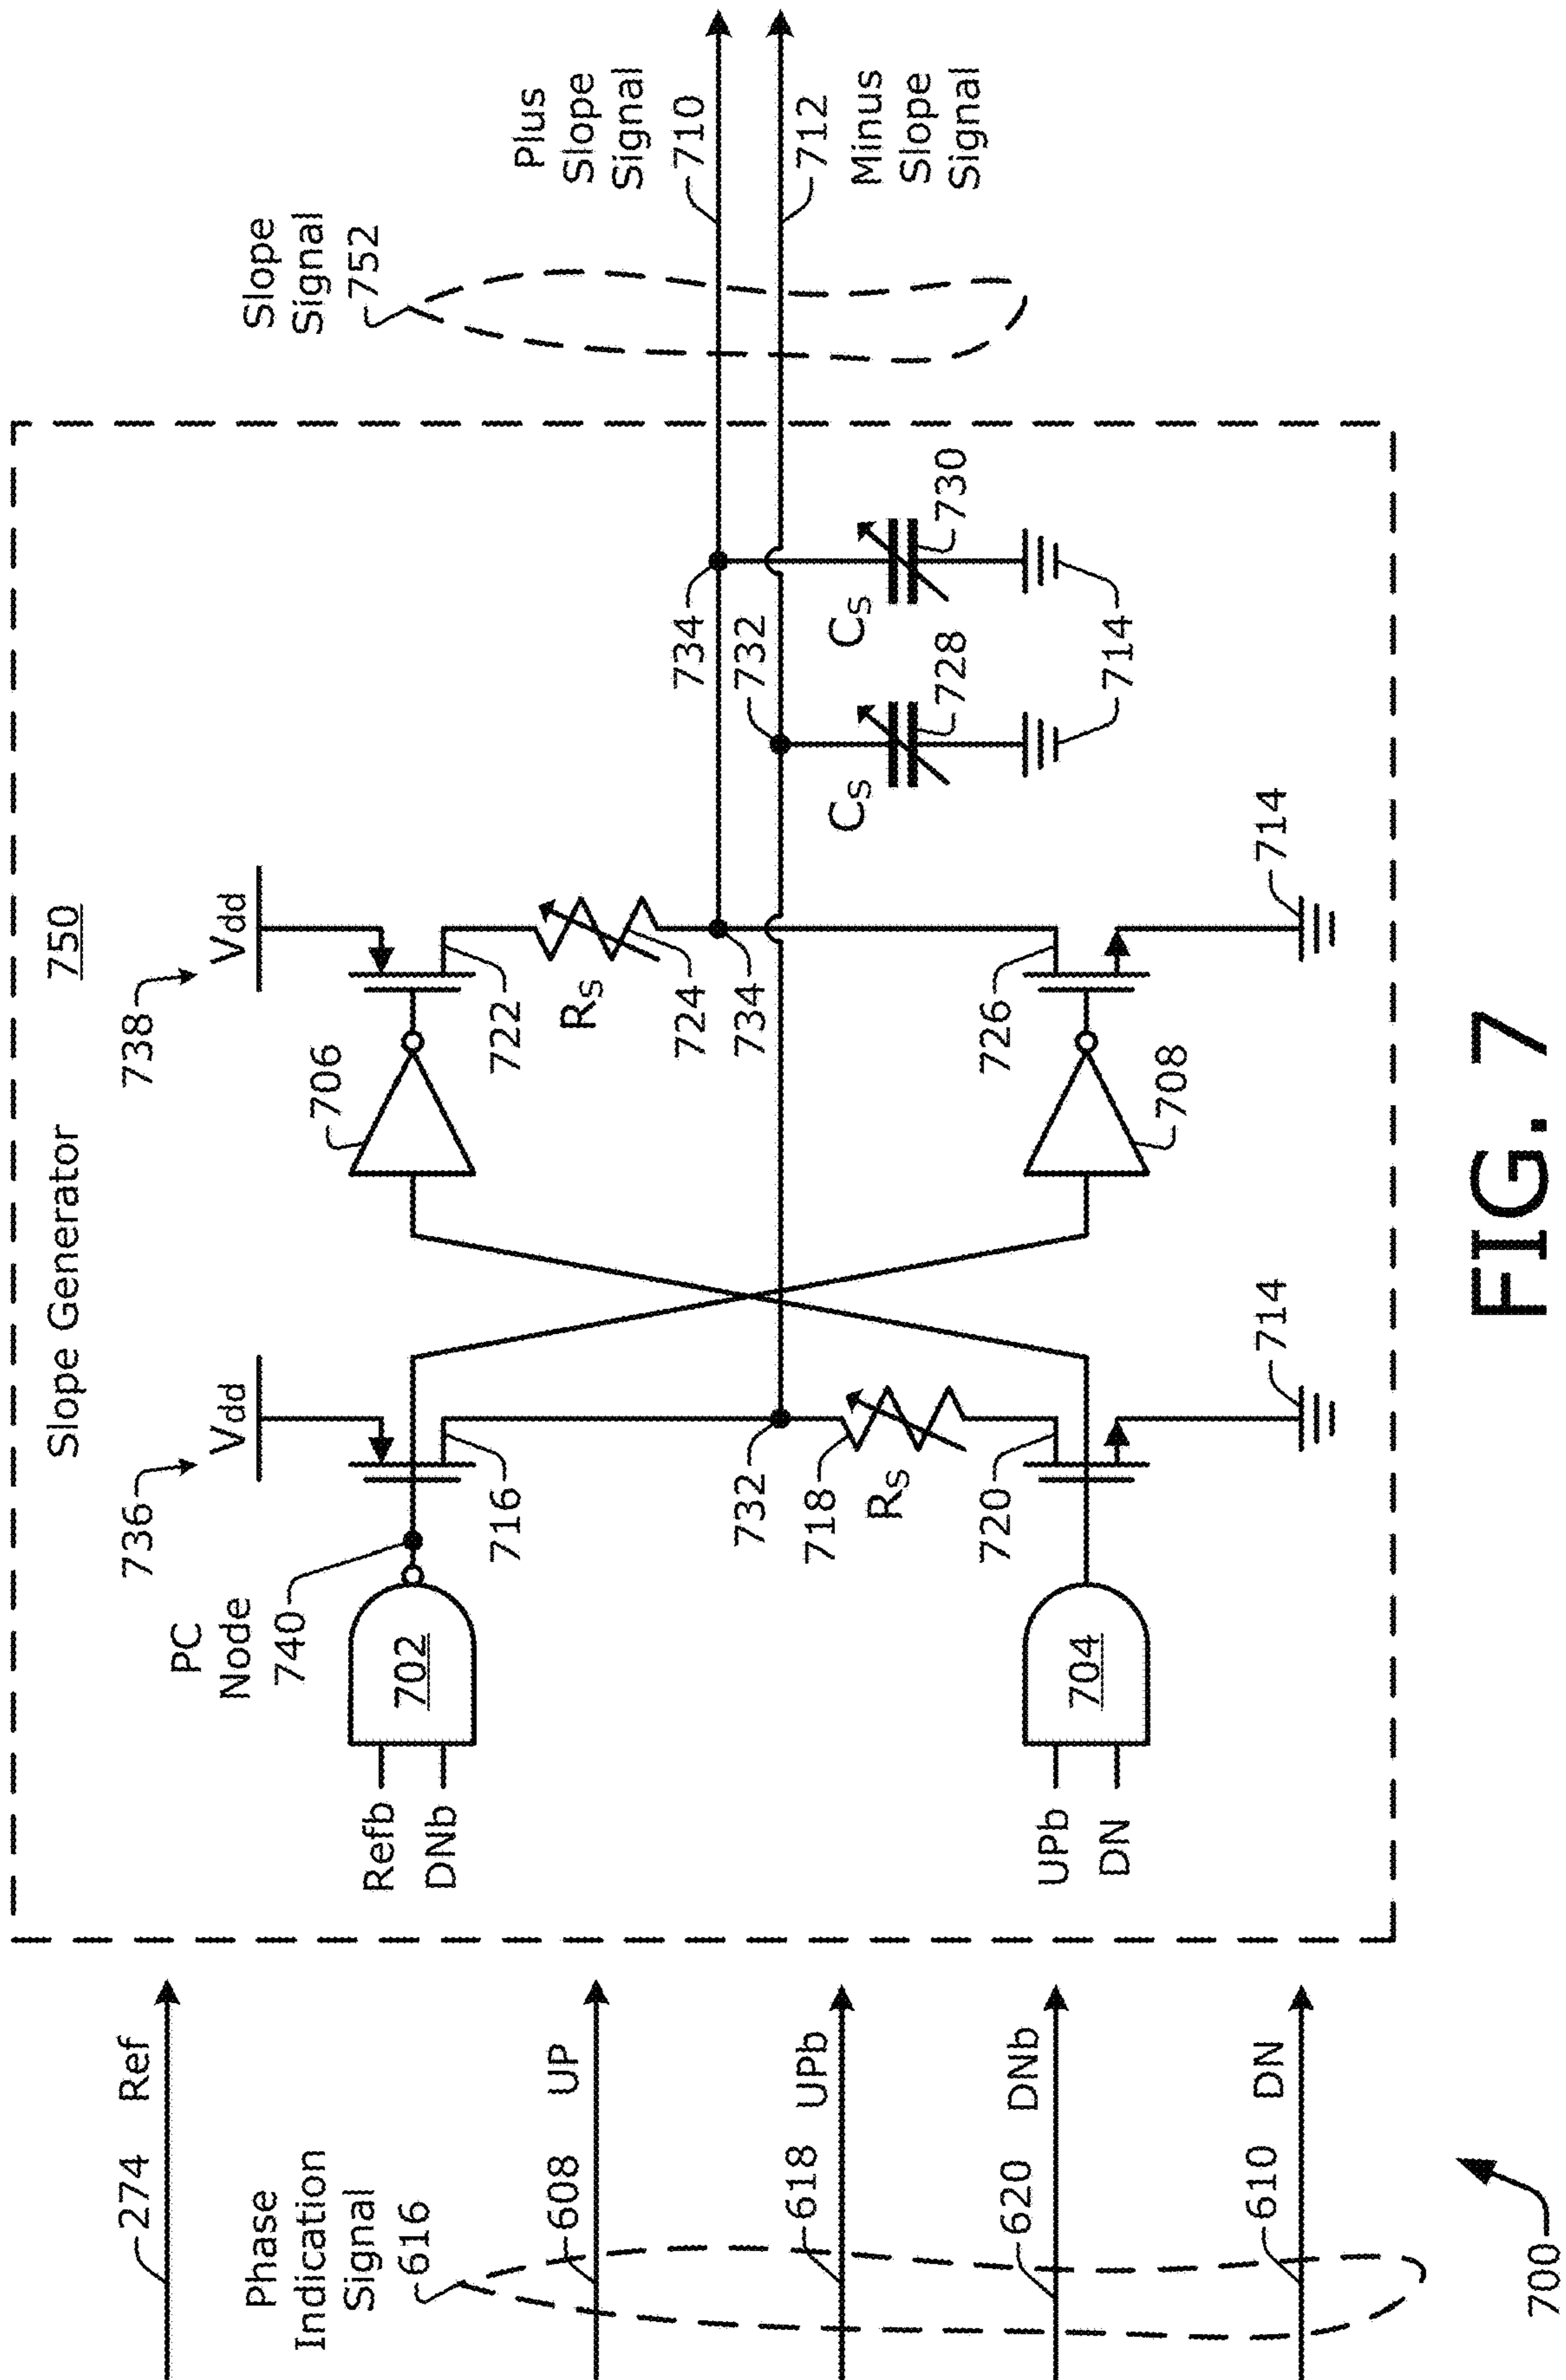 274
Ref
Phase
Indication
Signal
616
608
UP
618
UPb
620
DNb
610
DN
700
Slope Generator
750
736
Vdd
738
Vdd
PC
Node
740
702
Refb
DNb
716
706
722
RS
724
734
732
718
RS
720
704
UPb
DN
714
726
708
714
734
732
CS
728
CS
730
714
Slope
Signal
752
Plus
Slope
Signal
710
712
Minus
Slope
Signal
FIG. 7